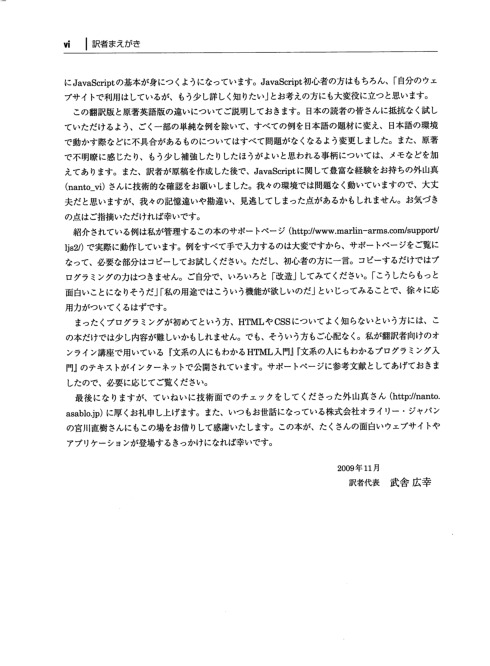 vi 訳者まえがき
にJavaScriptの基本が身につくようになっています。JavaScript初心者の方はもちろん、「自分のウェ
ブサイトで利用はしているが、もう少し詳しく知りたい」とお考えの方にも大変役に立つと思います。
この翻訳版と原著英語版の違いについてご説明しておきます。日本の読者の皆さんに抵抗なく試し
ていただけるよう、ごく一部の単純な例を除いて、すべての例を日本語の題材に変え、日本語の環境
で動かす際などに不具合があるものについてはすべて問題がなくなるよう変更しました。また、原著
で不明瞭に感じたり、もう少し補強したりしたほうがよいと思われる事柄については、メモなどを加
えてあります。また、訳者が原稿を作成した後で、JavaScriptに関して豊富な経験をお持ちの外山真
(nanto_vi) さんに技術的な確認をお願いしました。我々の環境では問題なく動いていますので、大丈
夫だと思いますが、我々の記憶違いや勘違い、見逃してしまった点があるかもしれません。お気づき
の点はご指摘いただければ幸いです。
紹介されている例は私が管理するこの本のサポートページ (http://www.marlin-arms.com/support/
ljs2/) で実際に動作しています。例をすべて手で入力するのは大変ですから、サポートページをご覧に
なって、必要な部分はコピーしてお試しください。ただし、初心者の方に一言。コピーするだけではプ
ログラミングの力はつきません。ご自分で、いろいろと「改造」してみてください。「こうしたらもっと
面白いことになりそうだ」「私の用途ではこういう機能が欲しいのだ」といじってみることで、徐々に応
用力がついてくるはずです。
まったくプログラミングが初めてという方、HTMLやCSSについてよく知らないという方には、こ
の本だけでは少し内容が難しいかもしれません。でも、そういう方もご心配なく。私が翻訳者向けのオ
ンライン講座で用いている『文系の人にもわかるHTML入門』『文系の人にもわかるプログラミング入
門』のテキストがインターネットで公開されています。サポートページに参考文献としてあげておきま
したので、必要に応じてご覧ください。
最後になりますが、ていねいに技術面でのチェックをしてくださった外山真さん (http://nanto.
asablo.jp) に厚くお礼申し上げます。また、いつもお世話になっている株式会社オライリー・ジャパン
の宮川直樹さんにもこの場をお借りして感謝いたします。この本が、たくさんの面白いウェブサイトや
アプリケーションが登場するきっかけになれば幸いです。
2009年11月
訳者代表 武舎 広幸